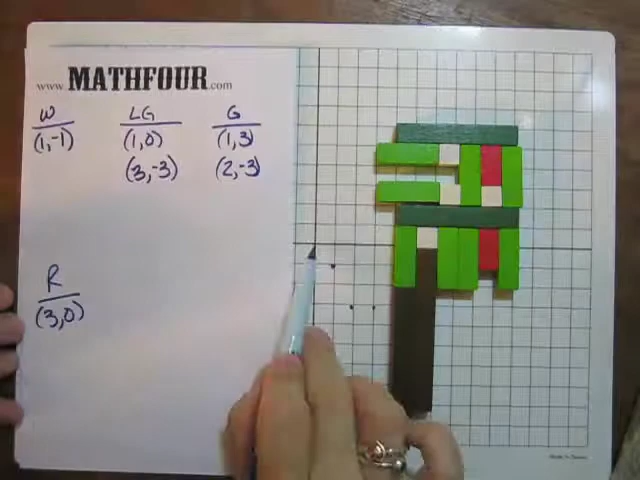 www MATHFOUR.com
W LG G
(1,-1) (1,0) (1,3)
(3,-3) (2,-3)
R
(3,0)